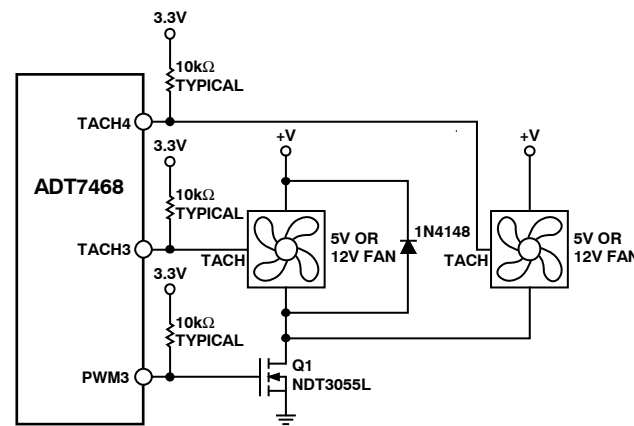 3.3V
10kΩ
TYPICAL
TACH4
3.3V
+V
+V
ADT7468
10kΩ
TYPICAL
1N4148
5V OR
12V FAN
5V OR
12V FAN
TACH3
TACH
TACH
3.3V
10kΩ
TYPICAL
Q1
NDT3055L
PWM3